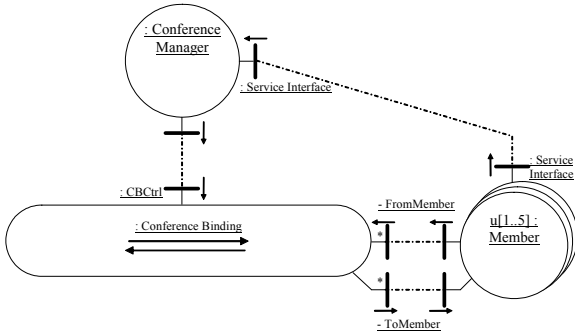 : Conference
Manager
: Service Interface
: Service
Interface
: CBCtrl
- FromMember
u[1..5] :
Member
: Conference Binding
*
*
- ToMember